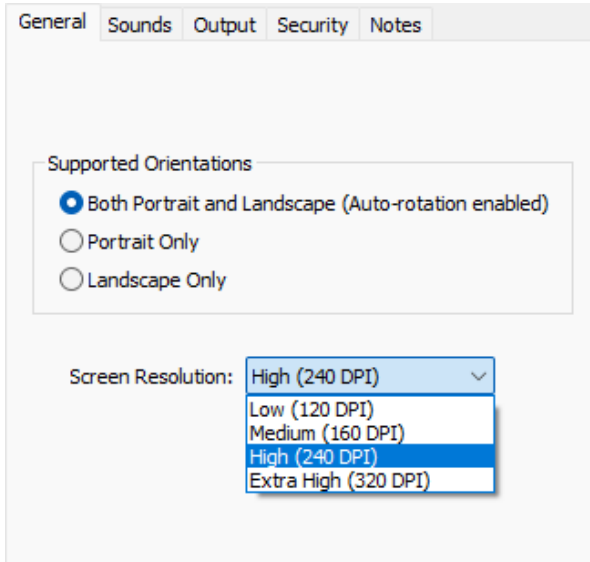 General Sounds Output Security Notes
Supported Orientations
Both Portrait and Landscape (Auto-rotation enabled)
Portrait Only
Landscape Only
Screen Resolution: High (240 DPI)
Low (120 DPI)
Medium (160 DPI)
High (240 DPI)
Extra High (320 DPI)